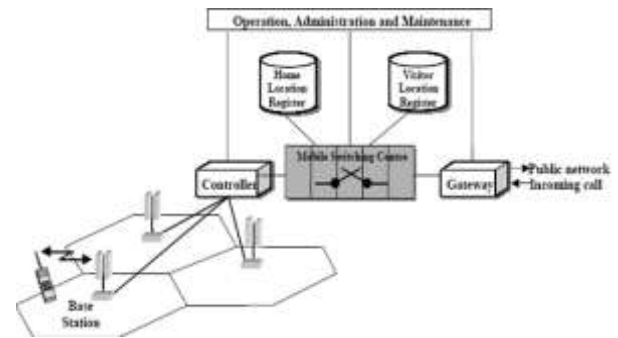 Operation, Administration and Maintenance
Home
Location
Register
Visitor
Location
Register
Mobile Switching Centre
Controller
Gateway
Public network
Incoming call
Base
Station